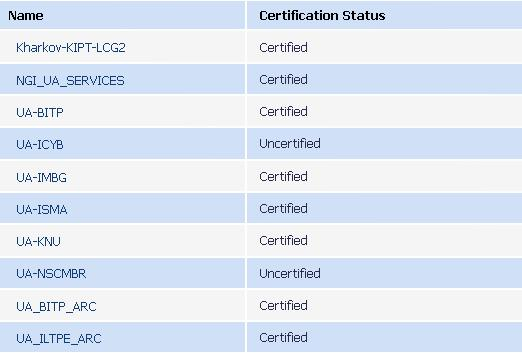 Name Certification Status
Kharkov-KIPT-LCG2 Certified
NGI_UA_SERVICES Certified
UA-BITP Certified
UA-ICYB Uncertified
UA-IMBG Certified
UA-ISMA Certified
UA-KNU Certified
UA-NSCMBR Uncertified
UA_BITP_ARC Certified
UA_ILTPE_ARC Certified